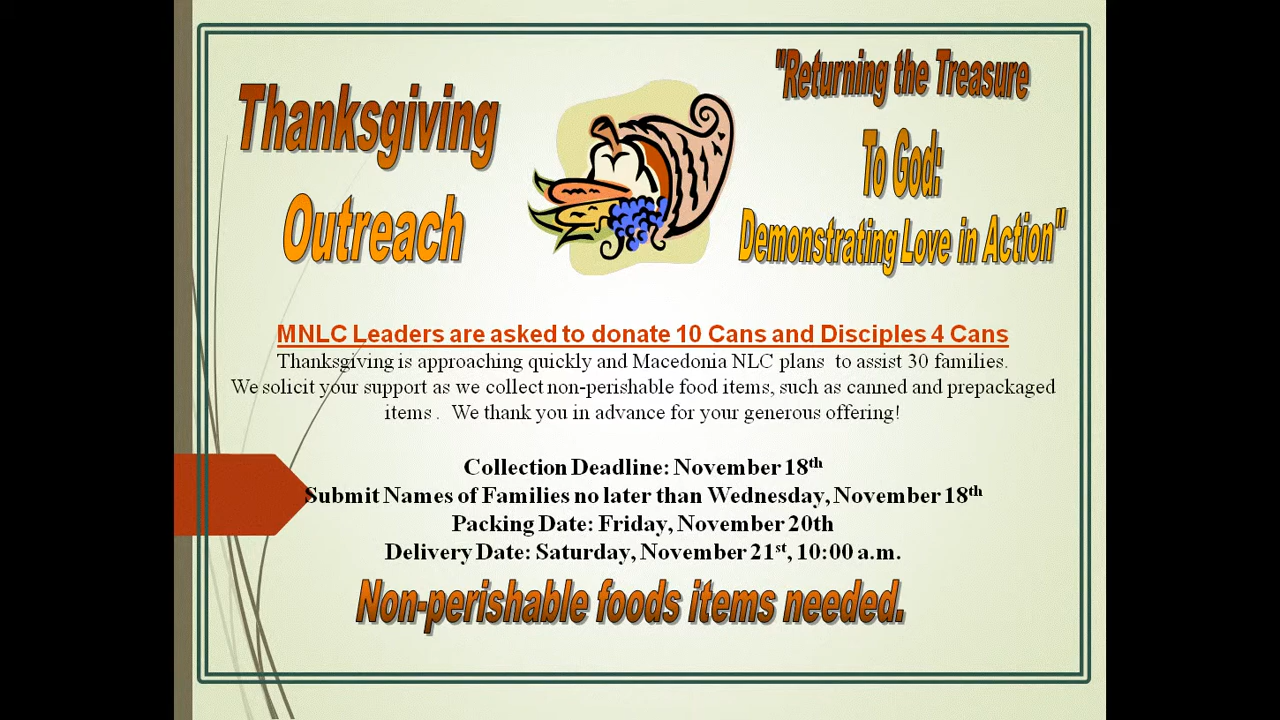 Thanksgiving
Outreach
"Returning the Treasure
To God:
Demonstrating Love in Action"
MNLC Leaders are asked to donate 10 Cans and Disciples 4 Cans
Thanksgiving is approaching quickly and Macedonia NLC plans  to assist 30 families.
We solicit your support as we collect non-perishable food items, such as canned and prepackaged
items .  We thank you in advance for your generous offering!
Collection Deadline: November 18th
Submit Names of Families no later than Wednesday, November 18th
Packing Date: Friday, November 20th
Delivery Date: Saturday, November 21st, 10:00 a.m.
Non-perishable foods items needed.